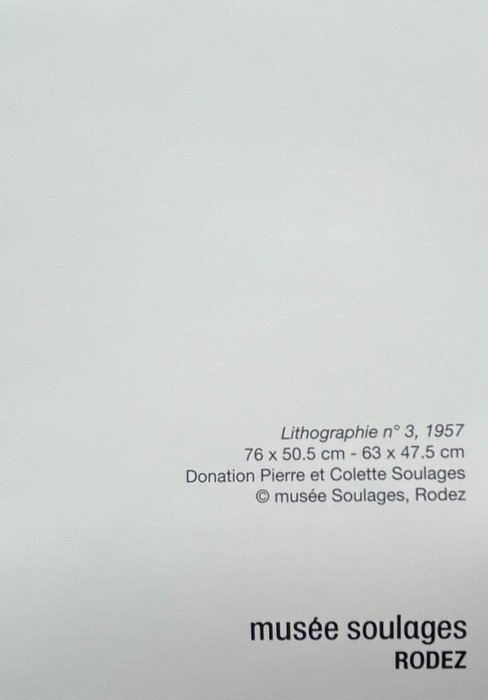 Lithographie n° 3, 1957
76 x 50.5 cm - 63 x 47.5 cm
Donation Pierre et Colette Soulages
© musée Soulages, Rodez
musée soulages
RODEZ